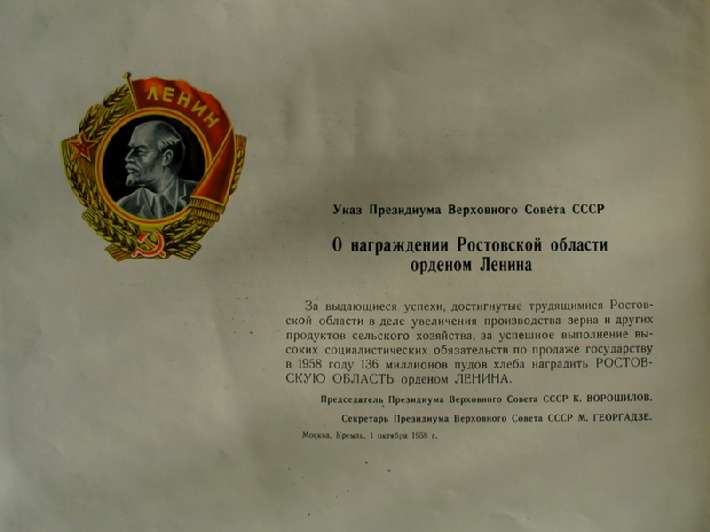 ЛЕНИН
Указ Президиума Верховного Совета СССР
О награждении Ростовской области
орденом Ленина
За выдающиеся успехи, достигнутые трудящимися Ростов-
ской области в деле увеличения производства зерна и других
продуктов сельского хозяйства, за успешное выполнение вы-
соких социалистических обязательств по продаже государству
в 1958 году 136 миллионов пудов хлеба наградить РОСТОВ-
СКУЮ ОБЛАСТЬ орденом ЛЕНИНА.
Председатель Президиума Верховного Совета СССР К. ВОРОШИЛОВ.
Секретарь Президиума Верховного Совета СССР М. ГЕОРГАДЗЕ.
Москва, Кремль, 1 октября 1958 г.